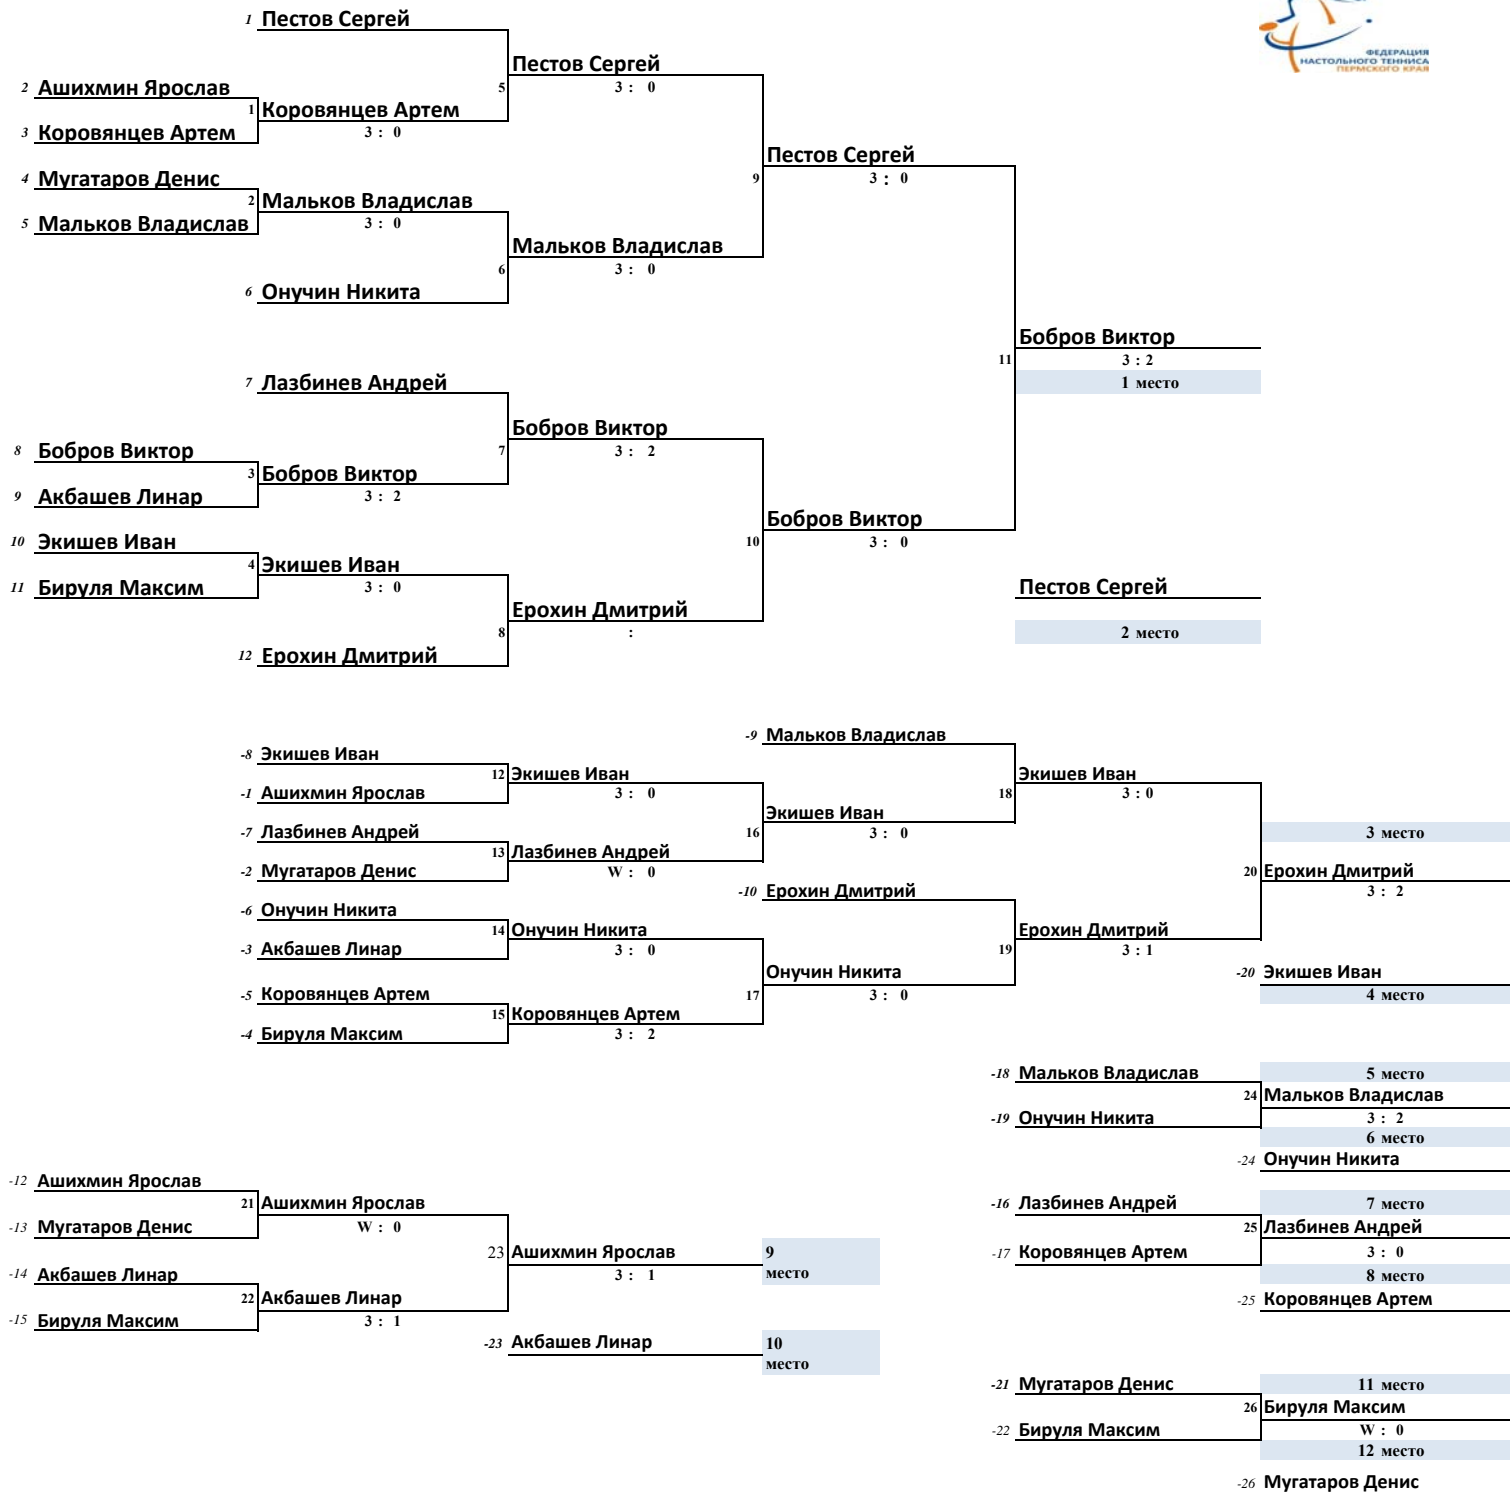 1 Пестов Сергей
ФЕДЕРАЦИЯ
НАСТОЛЬНОГО ТЕННИСА
ПЕРМСКОГО КРАЯ
Пестов Сергей
2 Ашихмин Ярослав
5 3 : 0
1 Коровянцев Артем
3 Коровянцев Артем
3 : 0
Пестов Сергей
4 Мугатаров Денис
9 3 : 0
2 Мальков Владислав
5 Мальков Владислав
3 : 0
Мальков Владислав
6 3 : 0
6 Онучин Никита
Бобров Виктор
11 3 : 2
7 Лазбинев Андрей
1 место
Бобров Виктор
8 Бобров Виктор
7 3 : 2
3 Бобров Виктор
9 Акбашев Линар
3 : 2
Бобров Виктор
10 Экишев Иван
10 3 : 0
4 Экишев Иван
11 Бируля Максим
3 : 0
Пестов Сергей
Ерохин Дмитрий
8 :
2 место
12 Ерохин Дмитрий
-9 Мальков Владислав
-8 Экишев Иван
12 Экишев Иван
Экишев Иван
-1 Ашихмин Ярослав
3 : 0
18 3 : 0
Экишев Иван
-7 Лазбинев Андрей
16 3 : 0
3 место
13 Лазбинев Андрей
-2 Мугатаров Денис
W : 0
20 Ерохин Дмитрий
3 : 2
-10 Ерохин Дмитрий
-6 Онучин Никита
14 Онучин Никита
Ерохин Дмитрий
-3 Акбашев Линар
3 : 0
19 3 : 1
Онучин Никита
-20 Экишев Иван
-5 Коровянцев Артем
17 3 : 0
4 место
15 Коровянцев Артем
-4 Бируля Максим
3 : 2
-18 Мальков Владислав
5 место
24 Мальков Владислав
-19 Онучин Никита
3 : 2
6 место
-24 Онучин Никита
-12 Ашихмин Ярослав
21 Ашихмин Ярослав
-16 Лазбинев Андрей
7 место
-13 Мугатаров Денис
W : 0
25 Лазбинев Андрей
23 Ашихмин Ярослав
9
-17 Коровянцев Артем
3 : 0
-14 Акбашев Линар
3 : 1
место
8 место
22 Акбашев Линар
-25 Коровянцев Артем
-15 Бируля Максим
3 : 1
-23 Акбашев Линар
10
место
-21 Мугатаров Денис
11 место
26 Бируля Максим
-22 Бируля Максим
W : 0
12 место
-26 Мугатаров Денис